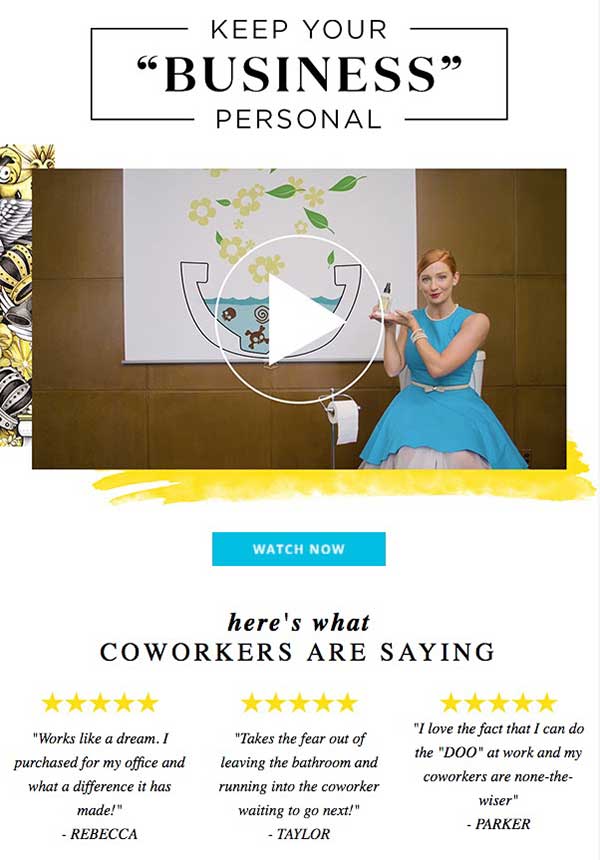 KEEP YOUR
“BUSINESS”
PERSONAL
WATCH NOW
here's what
COWORKERS ARE SAYING
"Works like a dream. I
purchased for my office and
what a difference it has
made!"
- REBECCA
"Takes the fear out of
leaving the bathroom and
running into the coworker
waiting to go next!"
- TAYLOR
"I love the fact that I can do
the "DOO" at work and my
coworkers are none-the-
wiser"
- PARKER